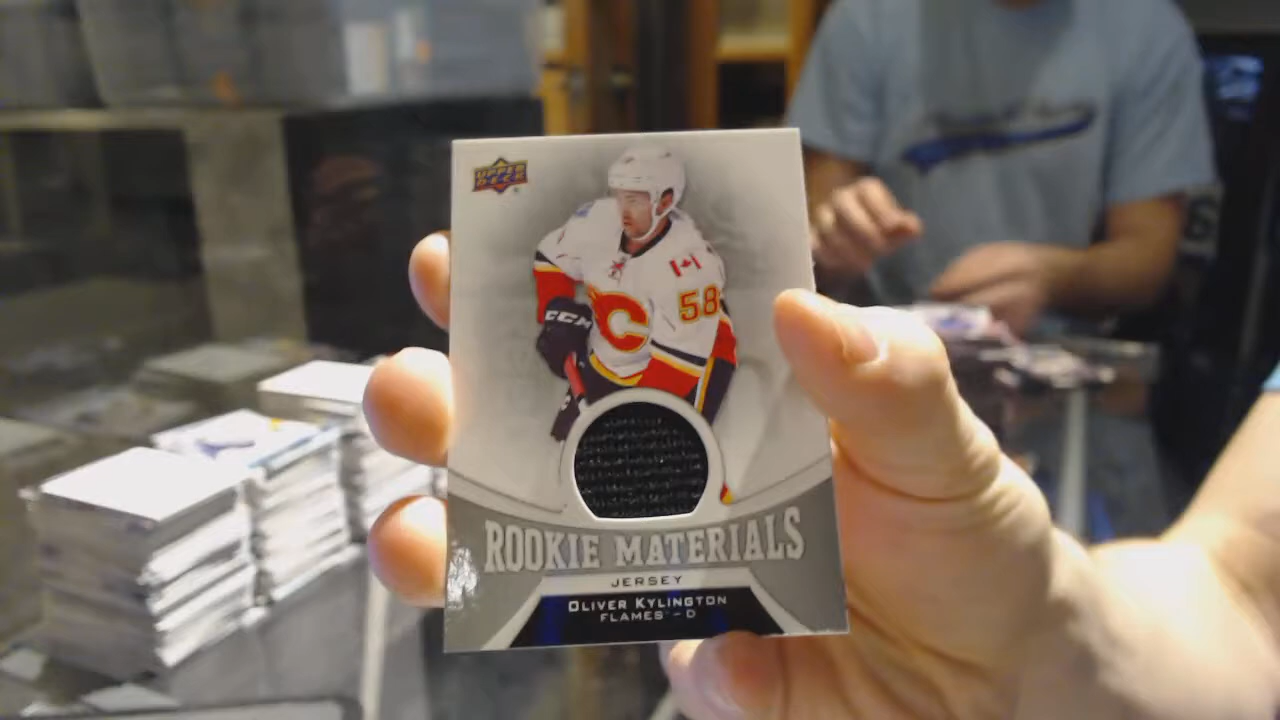 UPPER
DECK
58
CCM
ROOKIE MATERIALS
JERSEY
OLIVER KYLINGTON
FLAMES - D